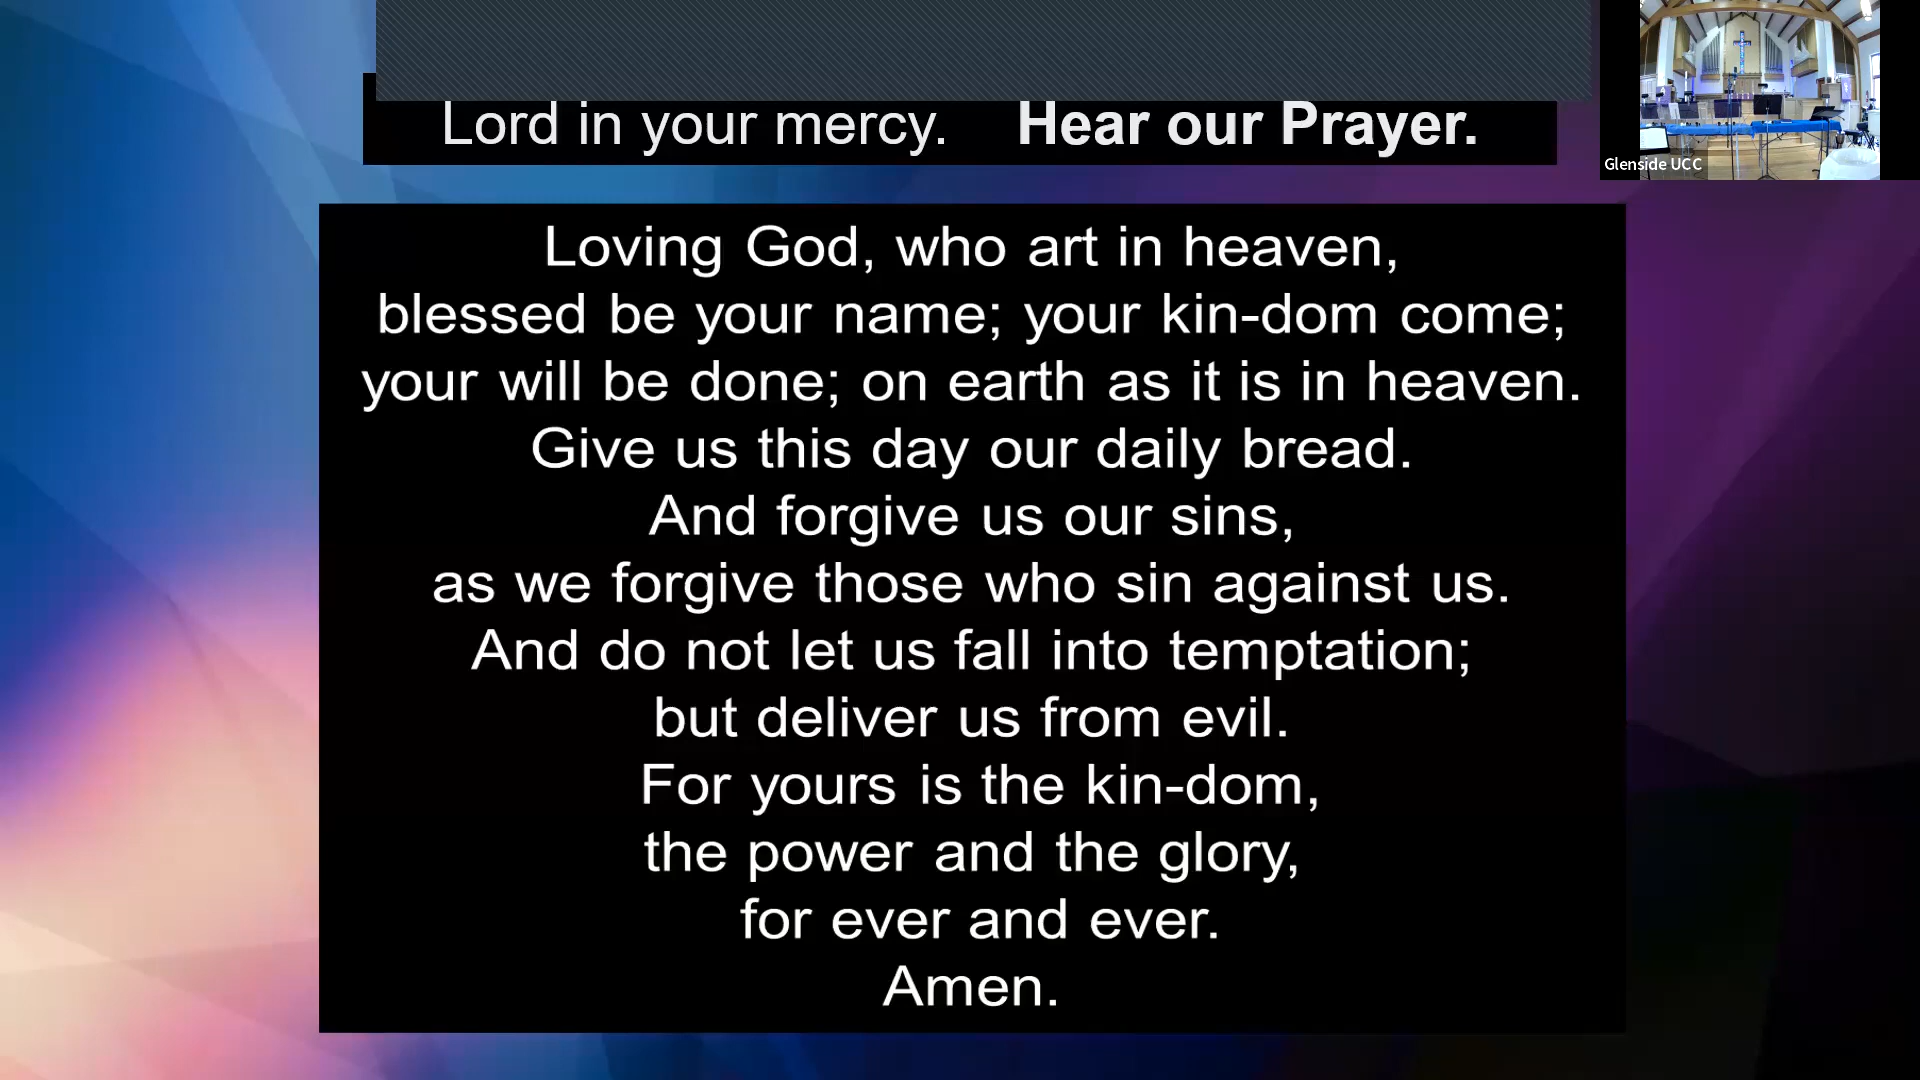 Lord in your mercy. Hear our Prayer.
Glenside UCC
Loving God, who art in heaven,
blessed be your name; your kin-dom come;
your will be done; on earth as it is in heaven.
Give us this day our daily bread.
And forgive us our sins,
as we forgive those who sin against us.
And do not let us fall into temptation;
but deliver us from evil.
For yours is the kin-dom,
the power and the glory,
for ever and ever.
Amen.